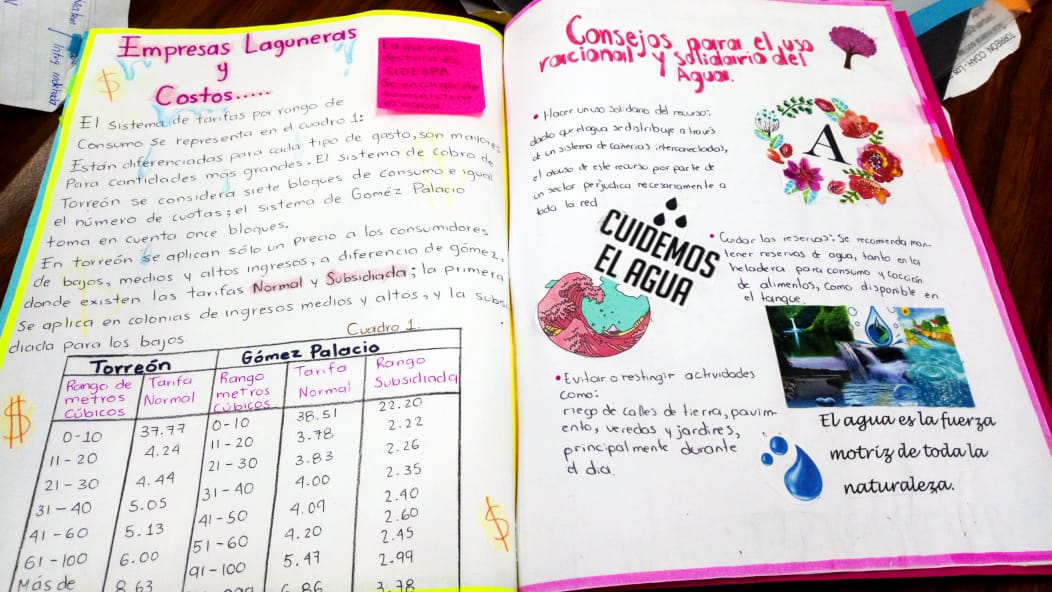 Empresas Laguneras
y
Costos.....
La que más
destaca es
SIDEAPA
Se encarga de
suministrar
el agua
El Sistema de tarifas por rango de
Consumo Se representa en el cuadro 1:
Están diferenciadas para cada tipo de gasto, son mayores
Para cantidades más grandes. El Sistema de Cobro de
Torreón se considera siete bloques de consumo e igual
el número de cuotas; el sistema de Goméz Palacio
toma en cuenta once bloques.
En torreón se aplican sólo un precio a los consumidores
de bajos, medios y altos ingresos, a diferencia de gómez,
donde existen las tarifas Normal y Subsidiada; la primera
Se aplica en colonias de ingresos medios y altos, y la subsi
diada para los bajos.
Cuadro 1.
Torreón Gómez Palacio
Rango de metros Cúbicos Tarifa Normal Rango metros Cúbicos Tarifa Normal Rango Subsidiada
0-10 37.77 0-10 38.51 22.20
11-20 4.24 11-20 3.78 2.22
21-30 4.44 21-30 3.83 2.26
31-40 5.05 31-40 4.00 2.35
41-60 5.13 41-50 4.09 2.40
61-100 6.00 51-60 4.20 2.60
Más de 8.63 91-100 5.47 2.45
6.86 2.99
3.78
Consejos para el uso
racional y solidario del
Agua.
• Hacer un uso solidario del recurso:
dado que el agua se distribuye a través
de un sistema de cañerías interconectadas,
el abuso de este recurso por parte de
un sector perjudica necesariamente a
toda la red
A
CUIDEMOS
EL AGUA
• Cuidar las reservas: Se recomienda man-
tener reservas de agua, tanto en la
heladera para consumo y cocción
de alimentos, como disponible en
el tanque.
• Evitar o restingir actividades
como:
riego de calles de tierra, pavim-
ento, veredas y jardines,
principalmente durante
el dia.
El agua es la fuerza
motriz de toda la
naturaleza.